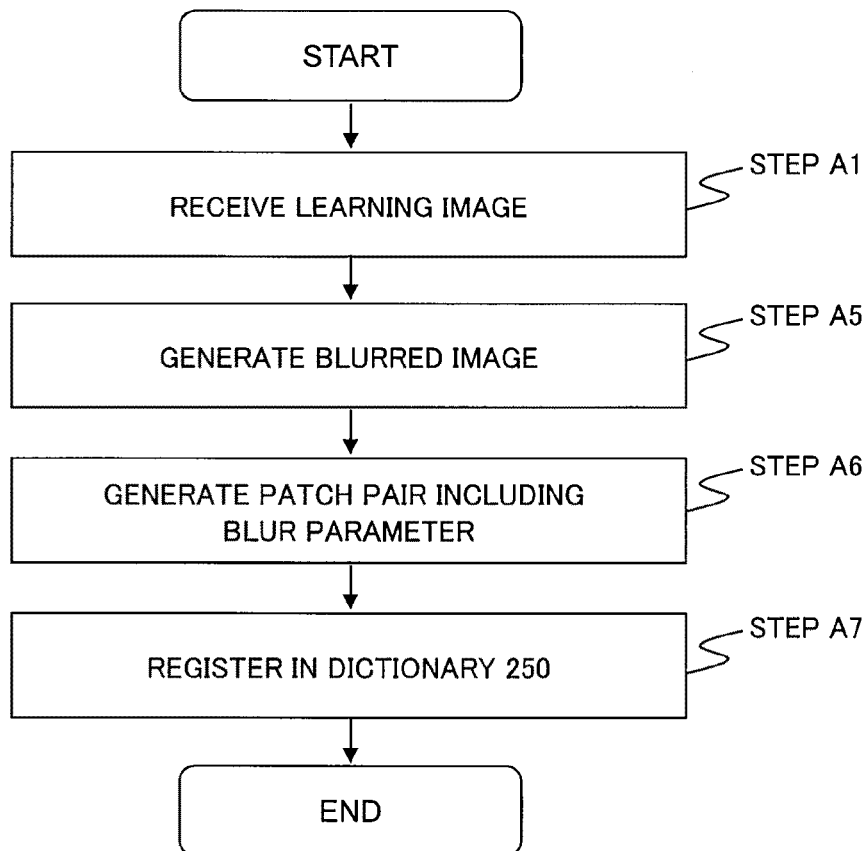 START
RECEIVE LEARNING IMAGE
STEP A1
GENERATE BLURRED IMAGE
STEP A5
GENERATE PATCH PAIR INCLUDING
BLUR PARAMETER
STEP A6
REGISTER IN DICTIONARY 250
STEP A7
END